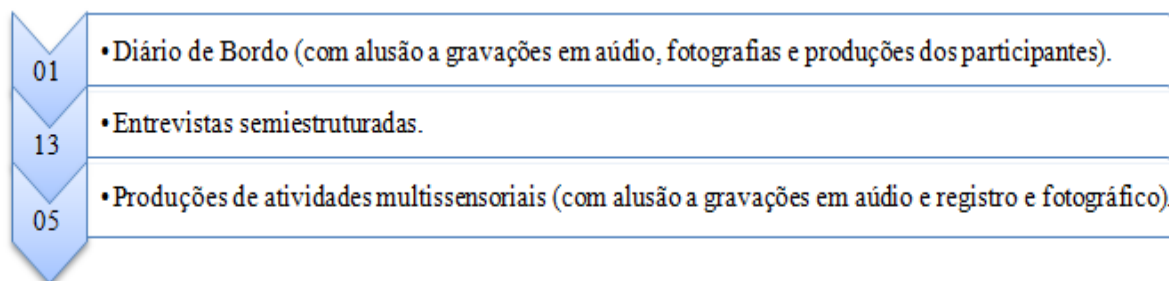 01
•Diário de Bordo (com alusão a gravações em aúdio, fotografias e produções dos participantes).
13
•Entrevistas semiestruturadas.
05
•Produções de atividades multissensoriais (com alusão a gravações em aúdio e registro e fotográfico).